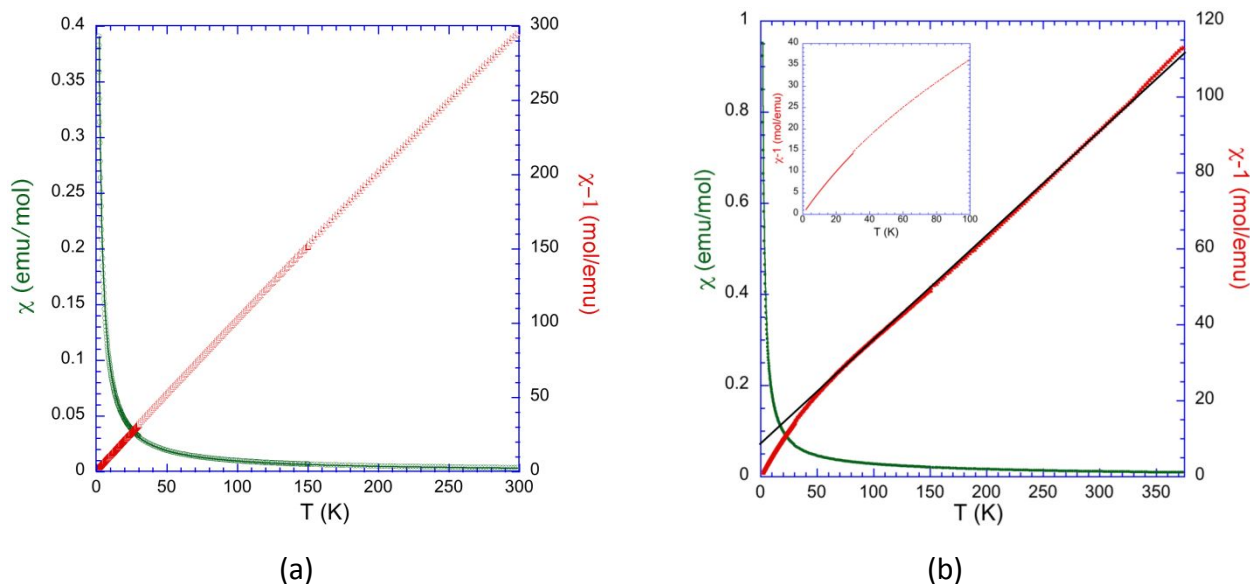 0.4
0.35
0.3
0.25
0.2
0.15
0.1
0.05
0
χ (emu/mol)
300
250
200
150
100
50
0
χ−1 (mol/emu)
0 50 100 150 200 250 300
T (K)
(a)
1
0.8
0.6
0.4
0.2
0
χ (emu/mol)
40
35
30
25
20
15
10
5
0
χ-1 (mol/emu)
0 20 40 60 80 100
T (K)
120
100
80
60
40
20
0
χ-1 (mol/emu)
0 50 100 150 200 250 300 350
T (K)
(b)